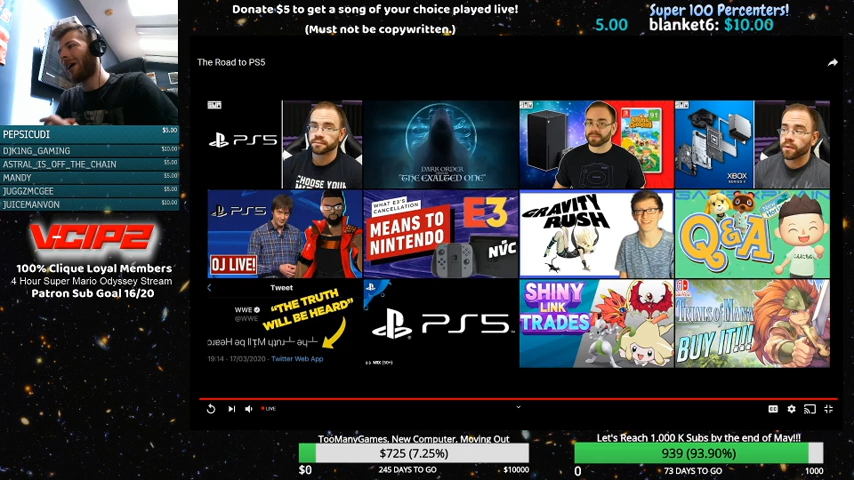 Donate $5 to get a song of your choice played live!
(Must not be copywritten.)
Super 100 Percenters!
5.00
blanket6: $10.00
The Road to PS5
PS5
CHOOSE YOUR
DARK ORDER
"THE EXALTED ONE"
XBOX
PEPSICUDI $5.00
DJKING_GAMING $10.00
ASTRAL_IS_OFF_THE_CHAIN $5.00
MANDY $5.00
JUGGZMCGEE $5.00
JUICEMANVON $10.00
VCIPZ
100% Clique Loyal Members
4 Hour Super Mario Odyssey Stream
Patron Sub Goal 16/20
PS5
OJ LIVE!
WHAT E3'S
CANCELLATION
MEANS TO
NINTENDO
E3
NVC
GRAVITY
RUSH
Q&A
Tweet
WWE
@WWE
"THE TRUTH
WILL BE HEARD"
19:14 · 17/03/2020 · Twitter Web App
PS5
SHINY
LINK
TRADES
TRIALS OF MANA
BUY IT!!!
LIVE
TooManyGames, New Computer, Moving Out
$725 (7.25%)
$0 245 DAYS TO GO $10000
Let's Reach 1,000 K Subs by the end of May!!!
939 (93.90%)
0 73 DAYS TO GO 1000